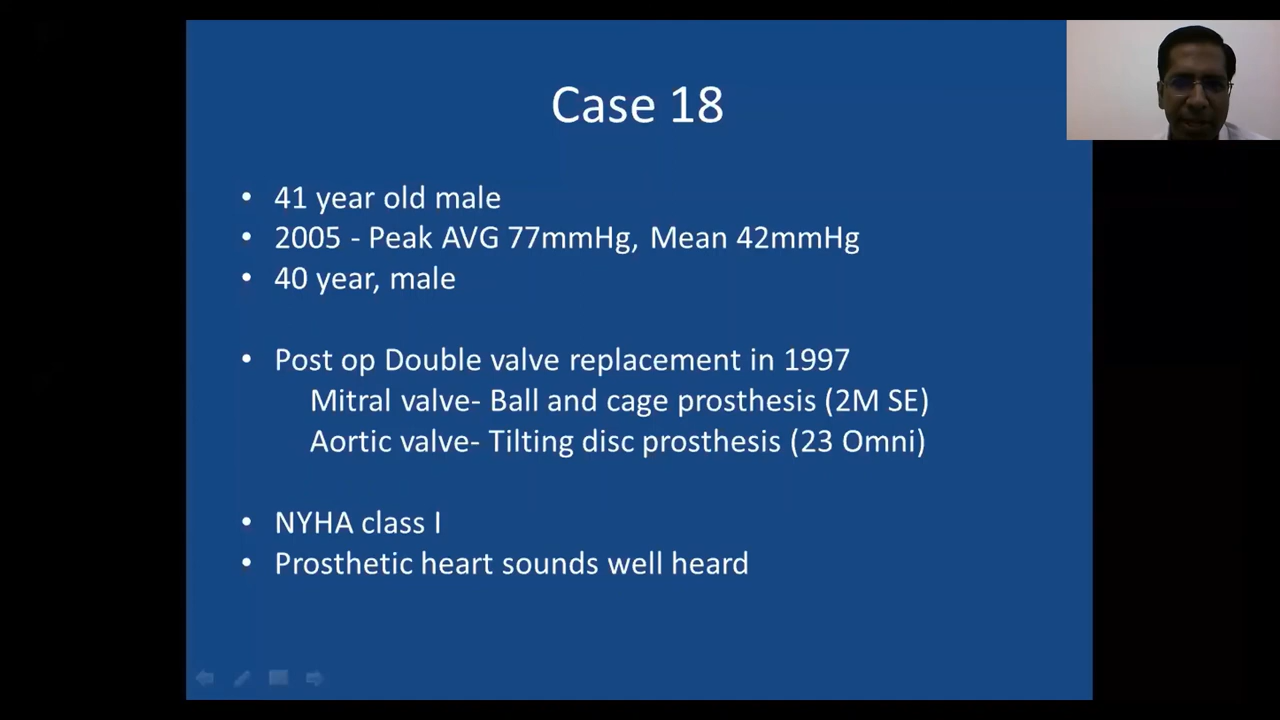 Case 18
• 41 year old male
• 2005 - Peak AVG 77mmHg, Mean 42mmHg
• 40 year, male
• Post op Double valve replacement in 1997
Mitral valve- Ball and cage prosthesis (2M SE)
Aortic valve- Tilting disc prosthesis (23 Omni)
• NYHA class I
• Prosthetic heart sounds well heard